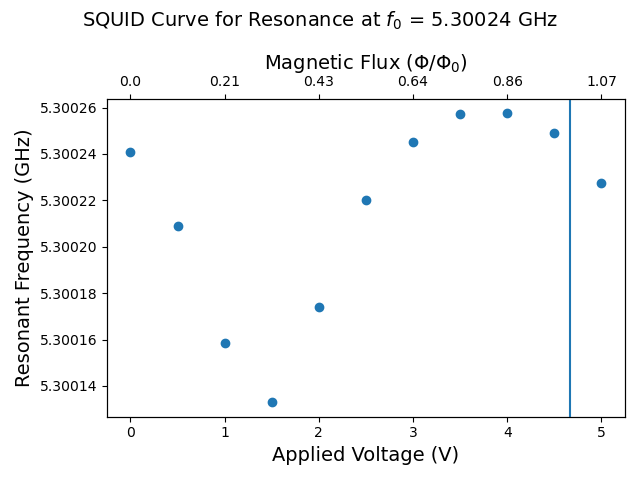 SQUID Curve for Resonance at f₀ = 5.30024 GHz
Magnetic Flux (Φ/Φ₀)
0.0 0.21 0.43 0.64 0.86 1.07
Resonant Frequency (GHz)
5.30026
5.30024
5.30022
5.30020
5.30018
5.30016
5.30014
0 1 2 3 4 5
Applied Voltage (V)